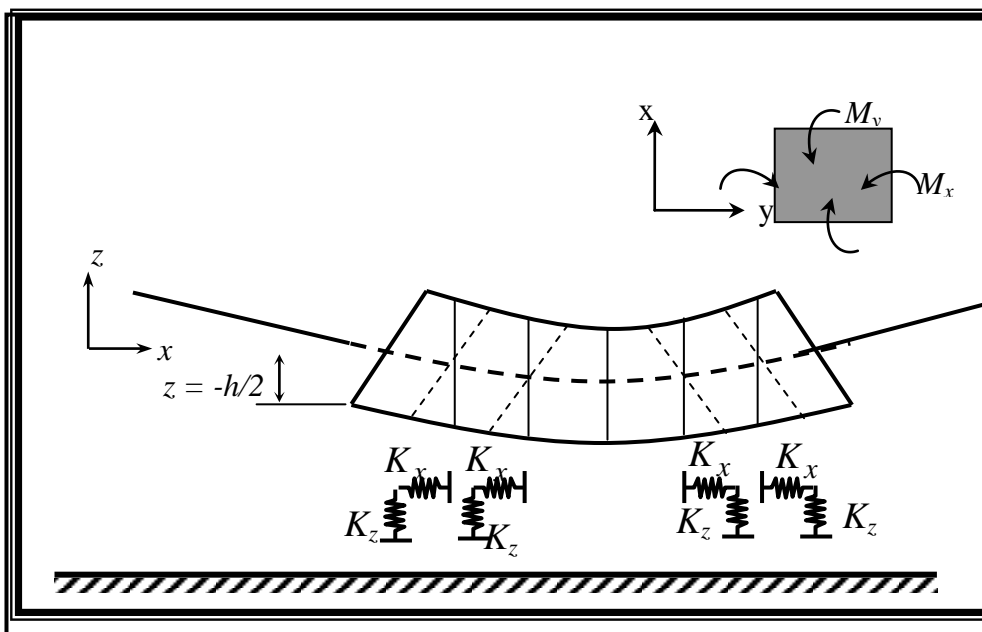 x
M_y
M_x
y
z
x
z = -h/2
K_x K_x K_x K_x
K_z K_z K_z K_z